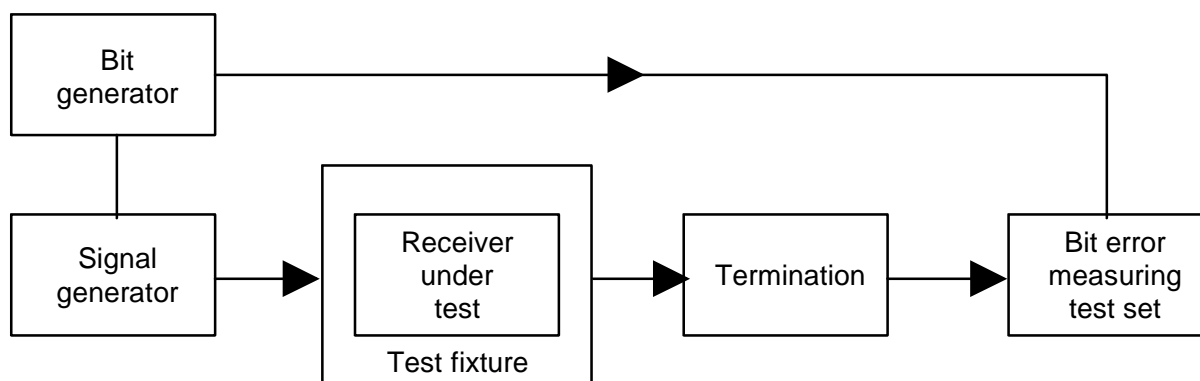 Bit
generator
Signal
generator
Receiver
under
test
Test fixture
Termination
Bit error
measuring
test set